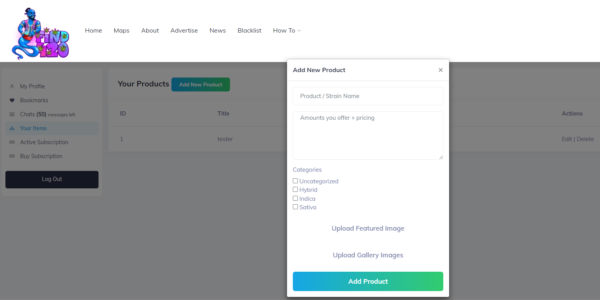 FIND
420
Home Maps About Advertise News Blacklist How To
Add New Product ×
Your Products Add New Product
My Profile
Bookmarks
Chats (50) messages left
Your Items
Active Subscription
Buy Subscription
Log Out
ID Title Actions
1 Edit | Delete
Product / Strain Name
Amounts you offer + pricing
Categories
Uncategorized
Hybrid
Indica
Sativa
Upload Featured Image
Upload Gallery Images
Add Product